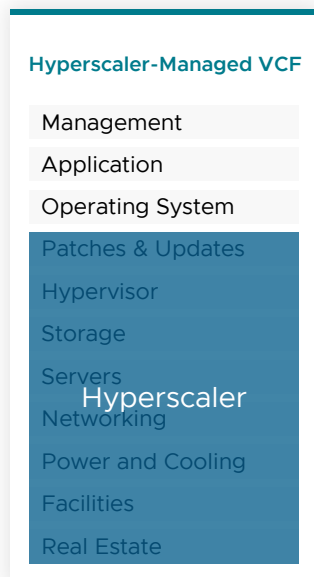 Hyperscaler-Managed VCF
Management
Application
Operating System
Patches & Updates
Hypervisor
Storage
Servers
Hyperscaler
Networking
Power and Cooling
Facilities
Real Estate